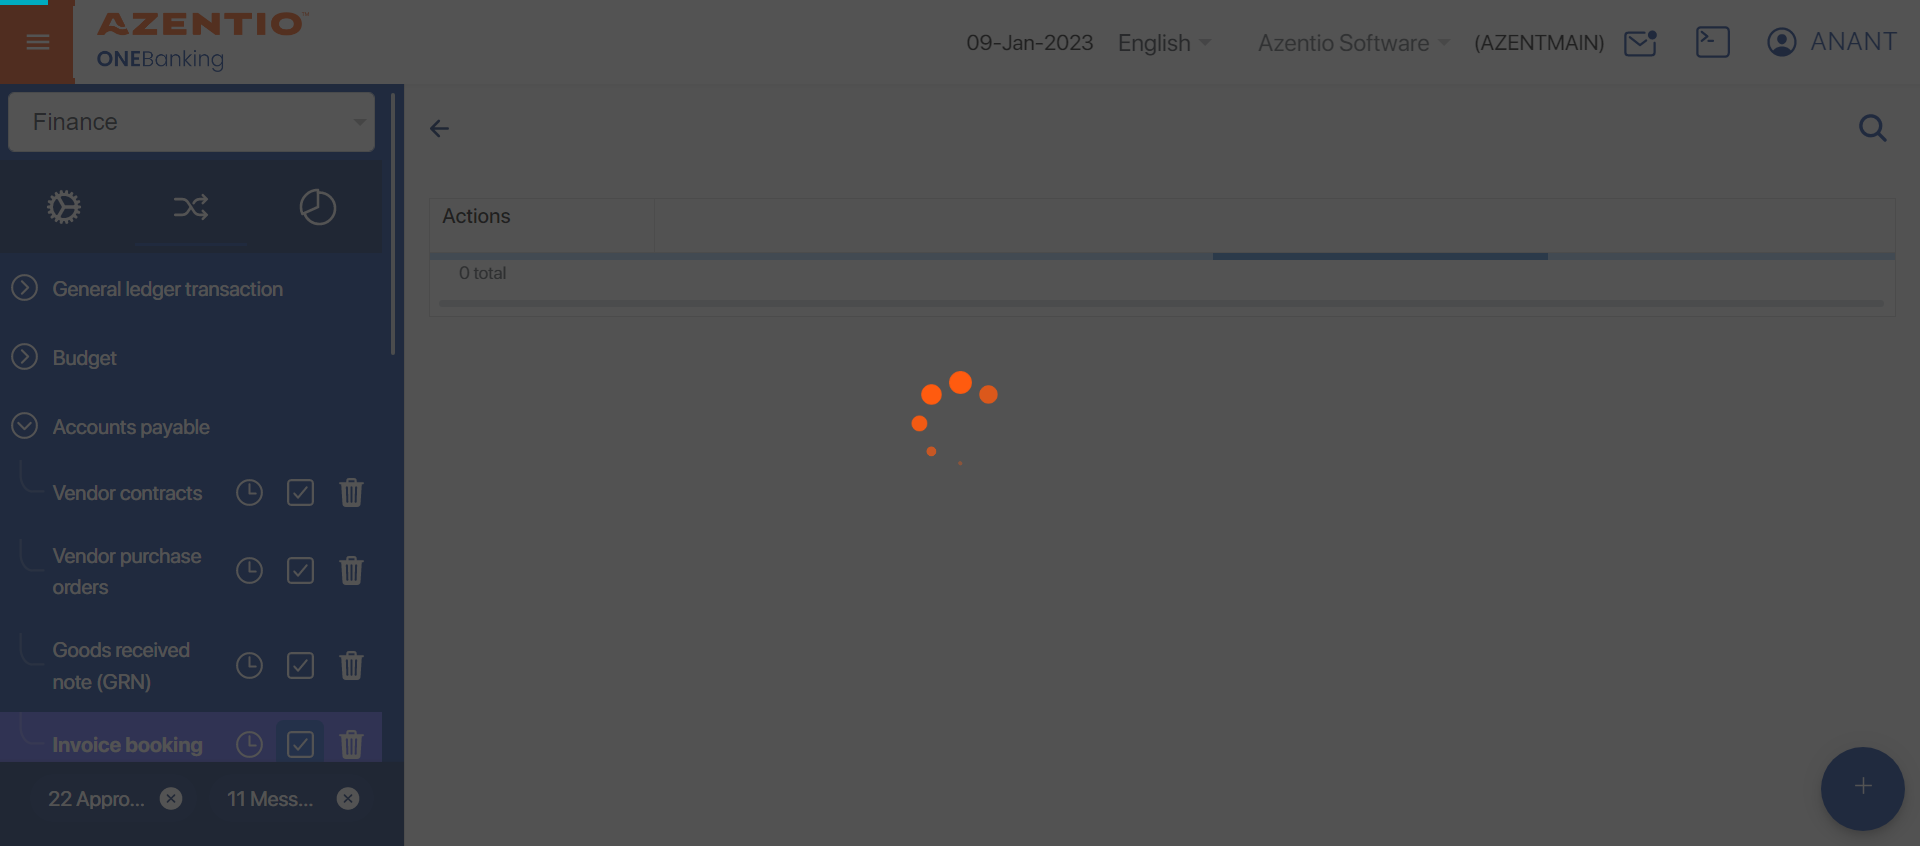 AZENTIO™
ONEBanking
09-Jan-2023 English Azentio Software (AZENTMAIN) ANANT
Finance
Actions
0 total
General ledger transaction
Budget
Accounts payable
Vendor contracts
Vendor purchase
orders
Goods received
note (GRN)
Invoice booking
22 Appro...
11 Mess...